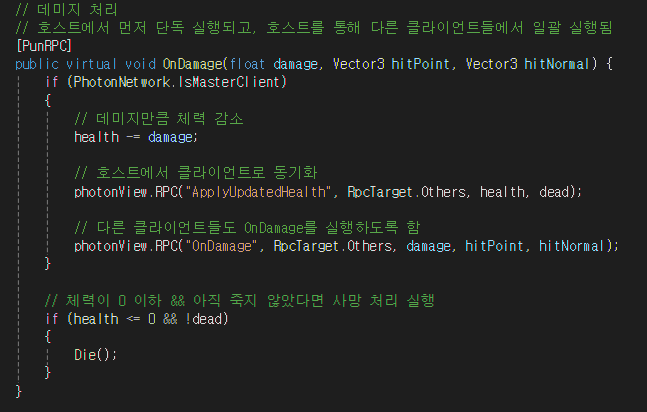 // 데미지 처리
// 호스트에서 먼저 단독 실행되고, 호스트를 통해 다른 클라이언트들에서 일괄 실행됨
[PunRPC]
public virtual void OnDamage(float damage, Vector3 hitPoint, Vector3 hitNormal) {
if (PhotonNetwork.IsMasterClient)
{
// 데미지만큼 체력 감소
health -= damage;
// 호스트에서 클라이언트로 동기화
photonView.RPC("ApplyUpdatedHealth", RpcTarget.Others, health, dead);
// 다른 클라이언트들도 OnDamage를 실행하도록 함
photonView.RPC("OnDamage", RpcTarget.Others, damage, hitPoint, hitNormal);
}
// 체력이 0 이하 && 아직 죽지 않았다면 사망 처리 실행
if (health <= 0 && !dead)
{
Die();
}
}